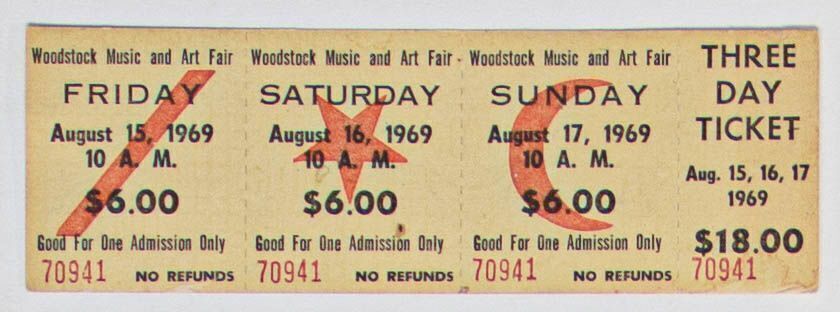 Woodstock Music and Art Fair
FRIDAY
August 15, 1969
10 A. M.
$6.00
Good For One Admission Only
70941 NO REFUNDS
Woodstock Music and Art Fair
SATURDAY
August 16, 1969
10 A. M.
$6.00
Good For One Admission Only
70941 NO REFUNDS
Woodstock Music and Art Fair
SUNDAY
August 17, 1969
10 A. M.
$6.00
Good For One Admission Only
70941 NO REFUNDS
THREE
DAY
TICKET
Aug. 15, 16, 17
1969
$18.00
70941